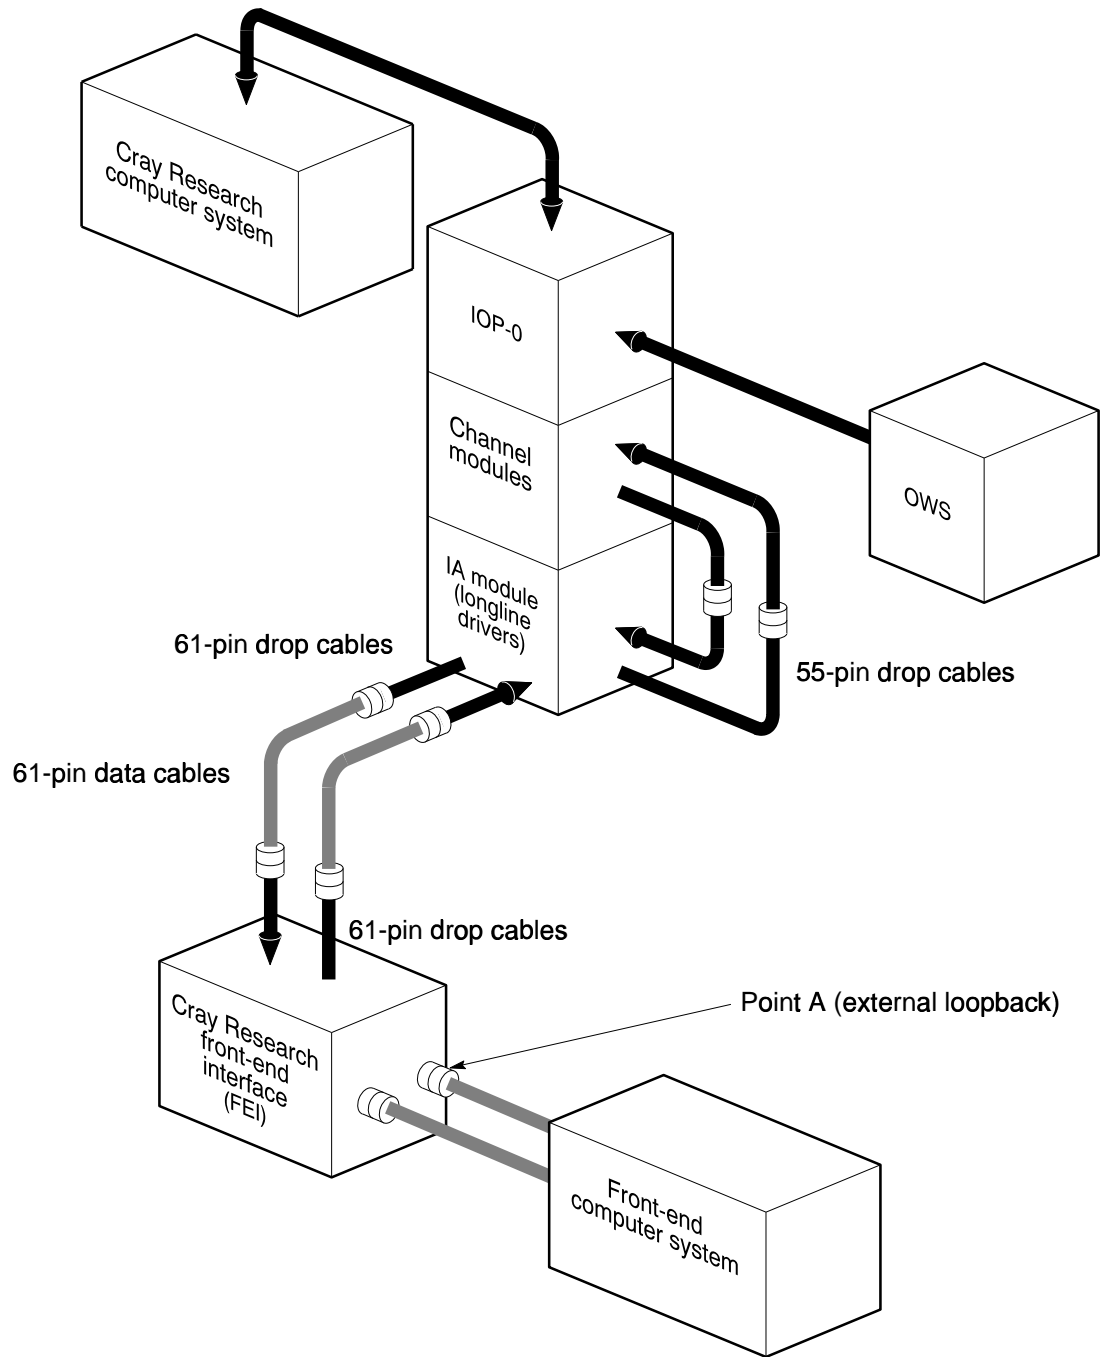 Cray Research
computer system
IOP-0
Channel
modules
OWS
IA module
(longline
drivers)
61-pin drop cables
55-pin drop cables
61-pin data cables
61-pin drop cables
Cray Research
front-end
interface
(FEI)
Point A (external loopback)
Front-end
computer system